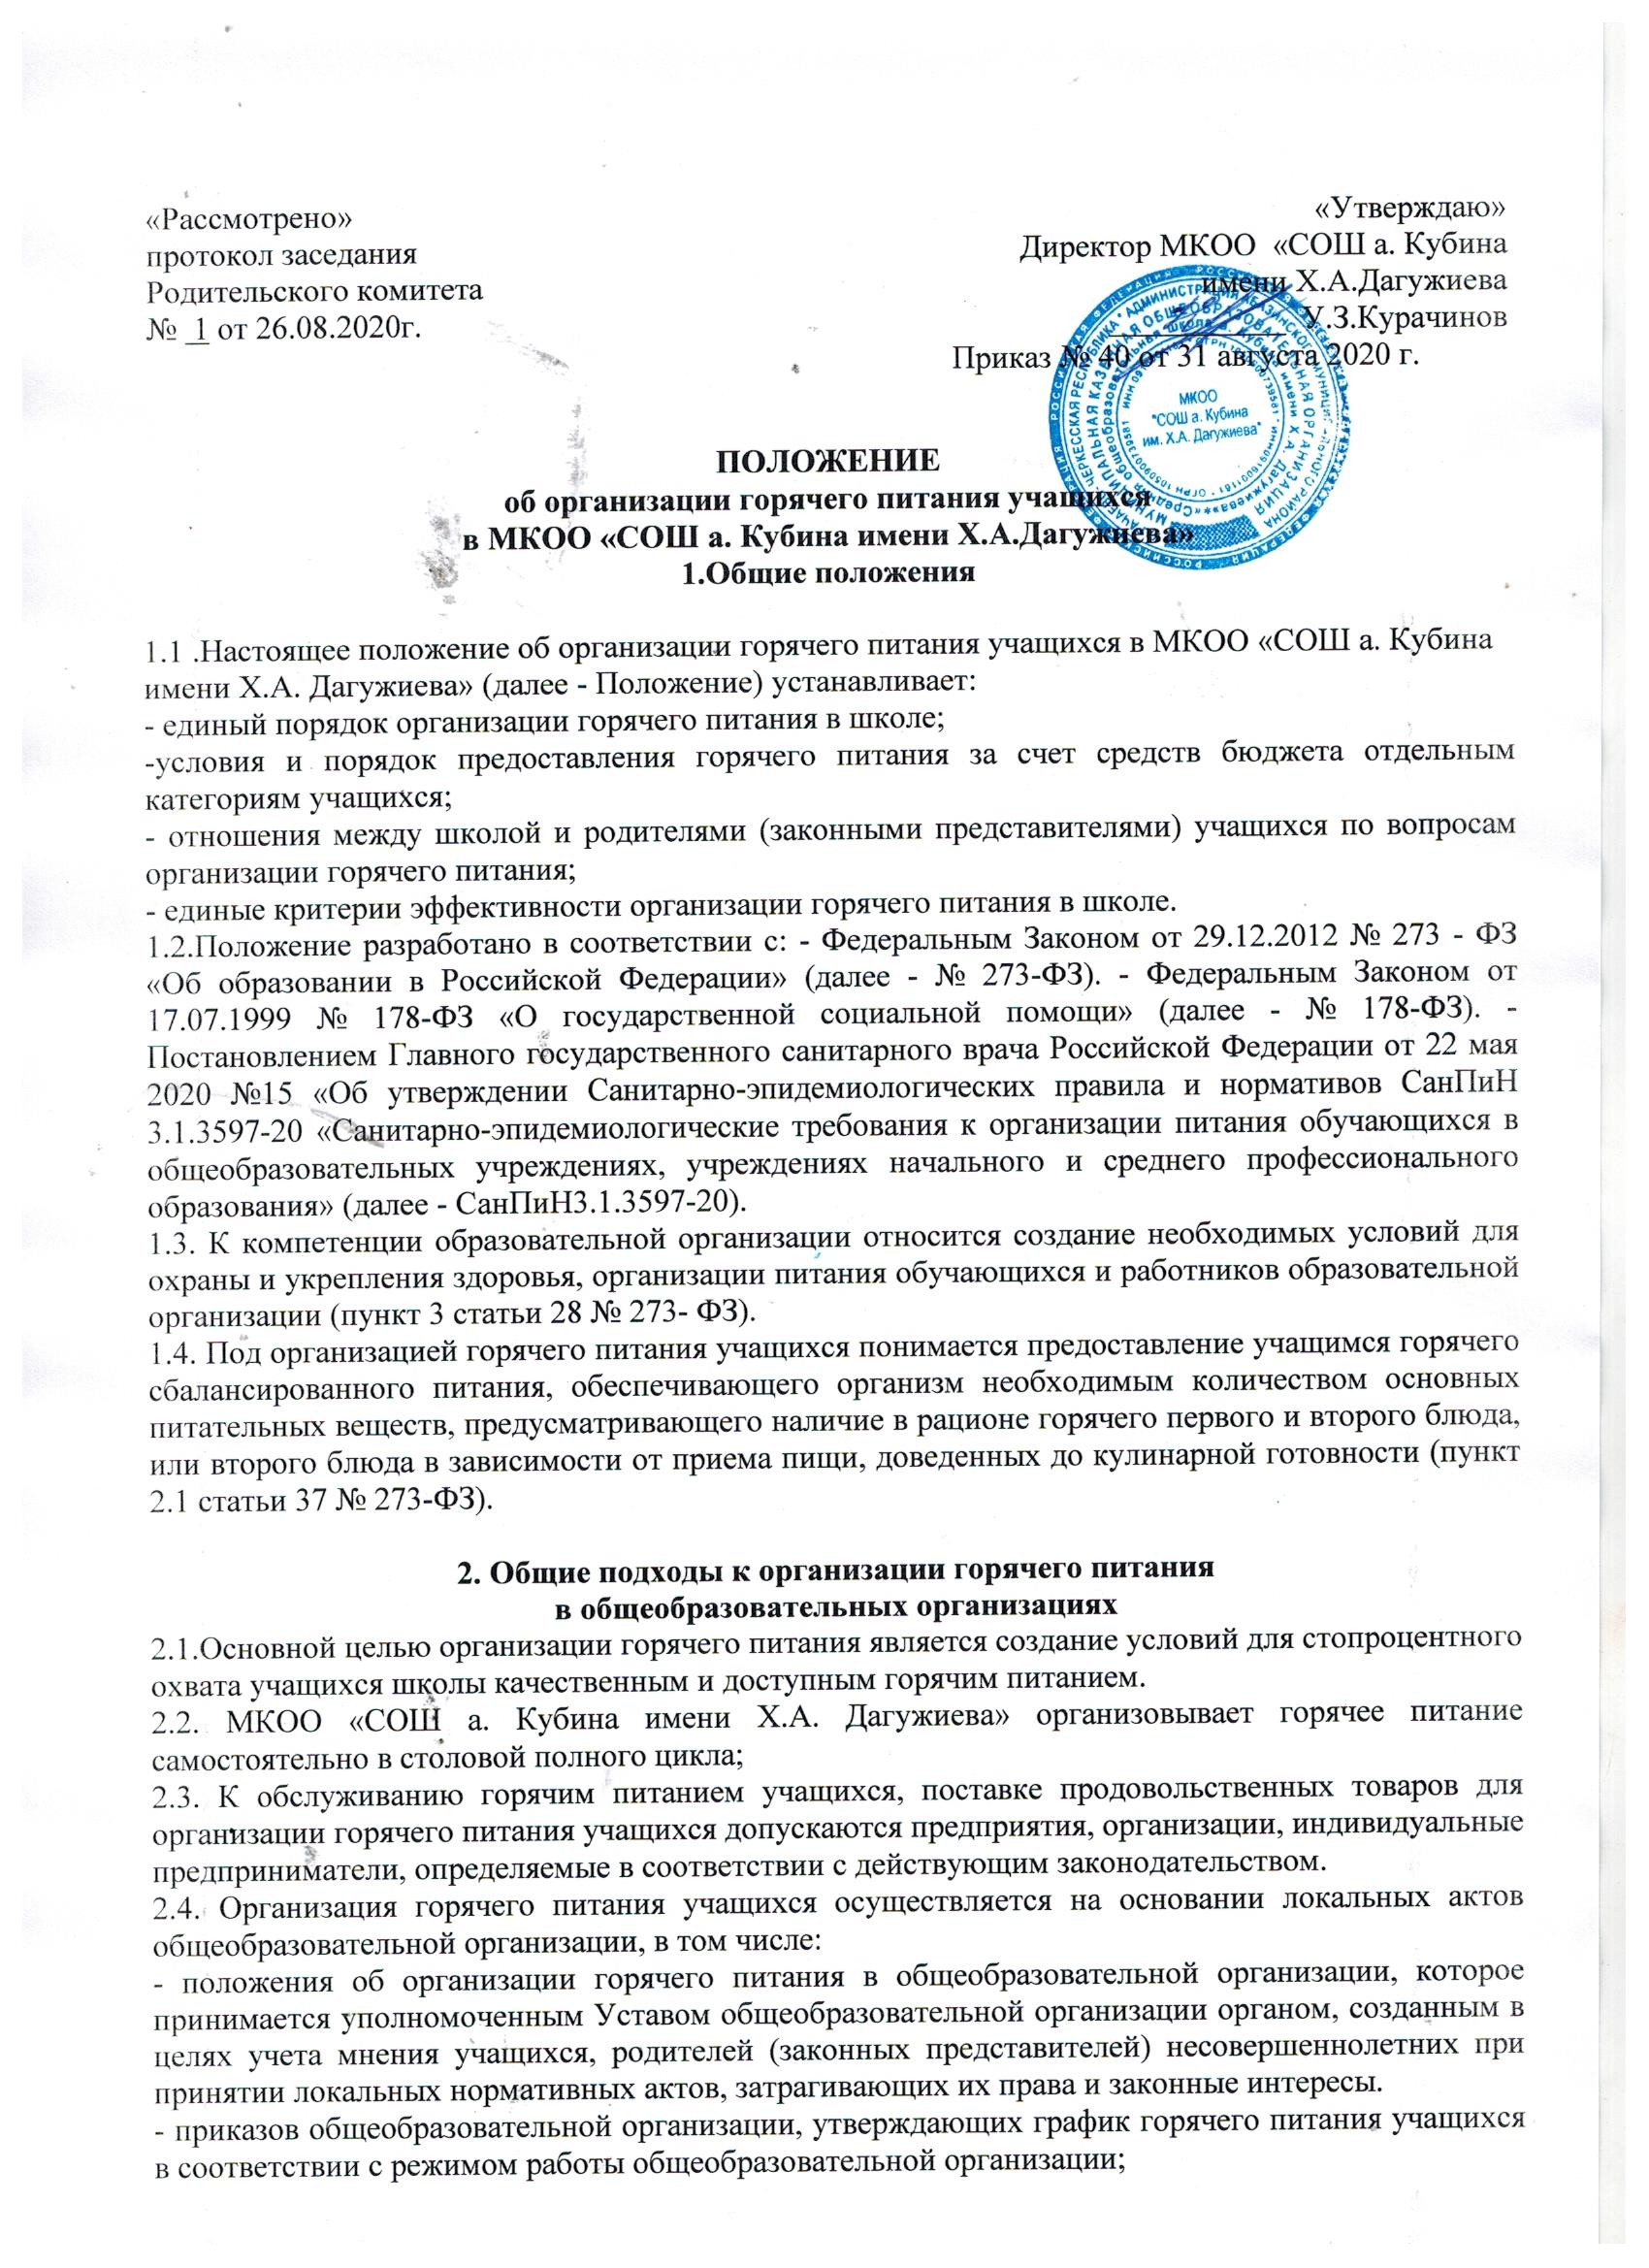 «Рассмотрено»
протокол заседания
Родительского комитета
№ 1 от 26.08.2020г.
«Утверждаю»
Директор МКОО «СОШ а. Кубина
имени Х.А.Дагужиева
У.З.Курачинов
Приказ № 40 от 31 августа 2020 г.
МКОО
"СОШ а. Кубина
им. Х.А. Дагужиева"
ПОЛОЖЕНИЕ
об организации горячего питания учащихся
в МКОО «СОШ а. Кубина имени Х.А.Дагужиева»
1.Общие положения
1.1 .Настоящее положение об организации горячего питания учащихся в МКОО «СОШ а. Кубина
имени Х.А. Дагужиева» (далее - Положение) устанавливает:
- единый порядок организации горячего питания в школе;
-условия и порядок предоставления горячего питания за счет средств бюджета отдельным
категориям учащихся;
- отношения между школой и родителями (законными представителями) учащихся по вопросам
организации горячего питания;
- единые критерии эффективности организации горячего питания в школе.
1.2.Положение разработано в соответствии с: - Федеральным Законом от 29.12.2012 № 273 - ФЗ
«Об образовании в Российской Федерации» (далее - № 273-ФЗ). - Федеральным Законом от
17.07.1999 № 178-ФЗ «О государственной социальной помощи» (далее - № 178-ФЗ). -
Постановлением Главного государственного санитарного врача Российской Федерации от 22 мая
2020 №15 «Об утверждении Санитарно-эпидемиологических правила и нормативов СанПиН
3.1.3597-20 «Санитарно-эпидемиологические требования к организации питания обучающихся в
общеобразовательных учреждениях, учреждениях начального и среднего профессионального
образования» (далее - СанПиН3.1.3597-20).
1.3. К компетенции образовательной организации относится создание необходимых условий для
охраны и укрепления здоровья, организации питания обучающихся и работников образовательной
организации (пункт 3 статьи 28 № 273- ФЗ).
1.4. Под организацией горячего питания учащихся понимается предоставление учащимся горячего
сбалансированного питания, обеспечивающего организм необходимым количеством основных
питательных веществ, предусматривающего наличие в рационе горячего первого и второго блюда,
или второго блюда в зависимости от приема пищи, доведенных до кулинарной готовности (пункт
2.1 статьи 37 № 273-ФЗ).
2. Общие подходы к организации горячего питания
в общеобразовательных организациях
2.1.Основной целью организации горячего питания является создание условий для стопроцентного
охвата учащихся школы качественным и доступным горячим питанием.
2.2. МКОО «СОШ а. Кубина имени Х.А. Дагужиева» организовывает горячее питание
самостоятельно в столовой полного цикла;
2.3. К обслуживанию горячим питанием учащихся, поставке продовольственных товаров для
организации горячего питания учащихся допускаются предприятия, организации, индивидуальные
предприниматели, определяемые в соответствии с действующим законодательством.
2.4. Организация горячего питания учащихся осуществляется на основании локальных актов
общеобразовательной организации, в том числе:
- положения об организации горячего питания в общеобразовательной организации, которое
принимается уполномоченным Уставом общеобразовательной организации органом, созданным в
целях учета мнения учащихся, родителей (законных представителей) несовершеннолетних при
принятии локальных нормативных актов, затрагивающих их права и законные интересы.
- приказов общеобразовательной организации, утверждающих график горячего питания учащихся
в соответствии с режимом работы общеобразовательной организации;